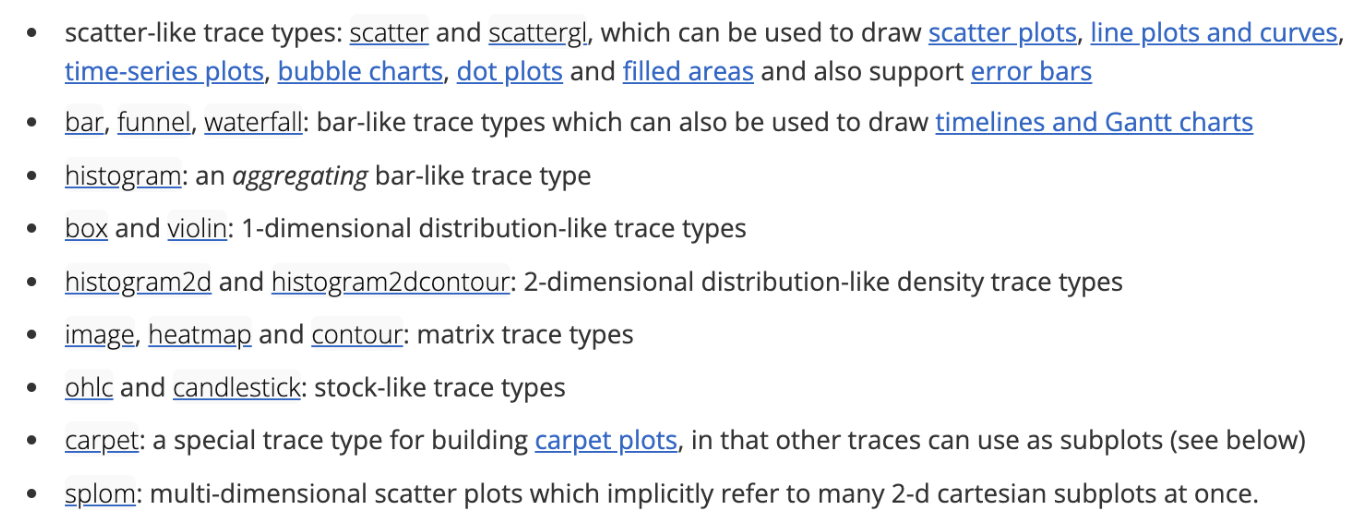 • scatter-like trace types: scatter and scattergl, which can be used to draw scatter plots, line plots and curves,
time-series plots, bubble charts, dot plots and filled areas and also support error bars
• bar, funnel, waterfall: bar-like trace types which can also be used to draw timelines and Gantt charts
• histogram: an aggregating bar-like trace type
• box and violin: 1-dimensional distribution-like trace types
• histogram2d and histogram2dcontour: 2-dimensional distribution-like density trace types
• image, heatmap and contour: matrix trace types
• ohlc and candlestick: stock-like trace types
• carpet: a special trace type for building carpet plots, in that other traces can use as subplots (see below)
• splom: multi-dimensional scatter plots which implicitly refer to many 2-d cartesian subplots at once.